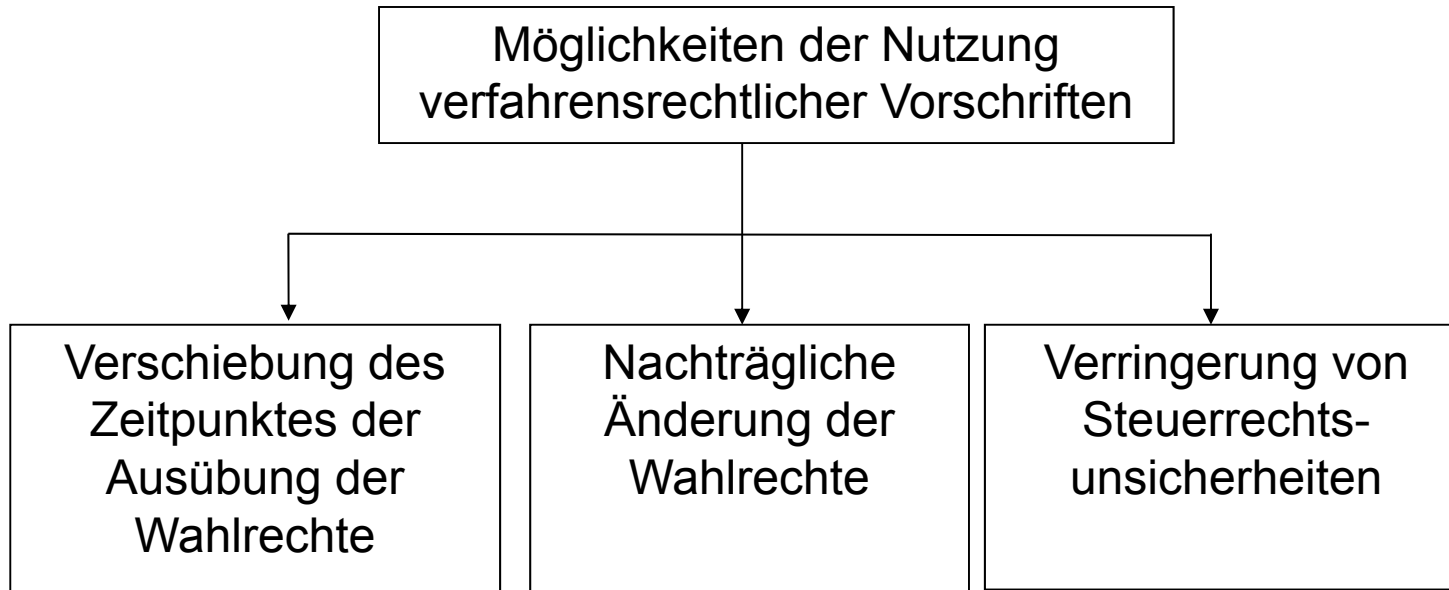 Möglichkeiten der Nutzung
verfahrensrechtlicher Vorschriften
Verschiebung des
Zeitpunktes der
Ausübung der
Wahlrechte
Nachträgliche
Änderung der
Wahlrechte
Verringerung von
Steuerrechts-
unsicherheiten